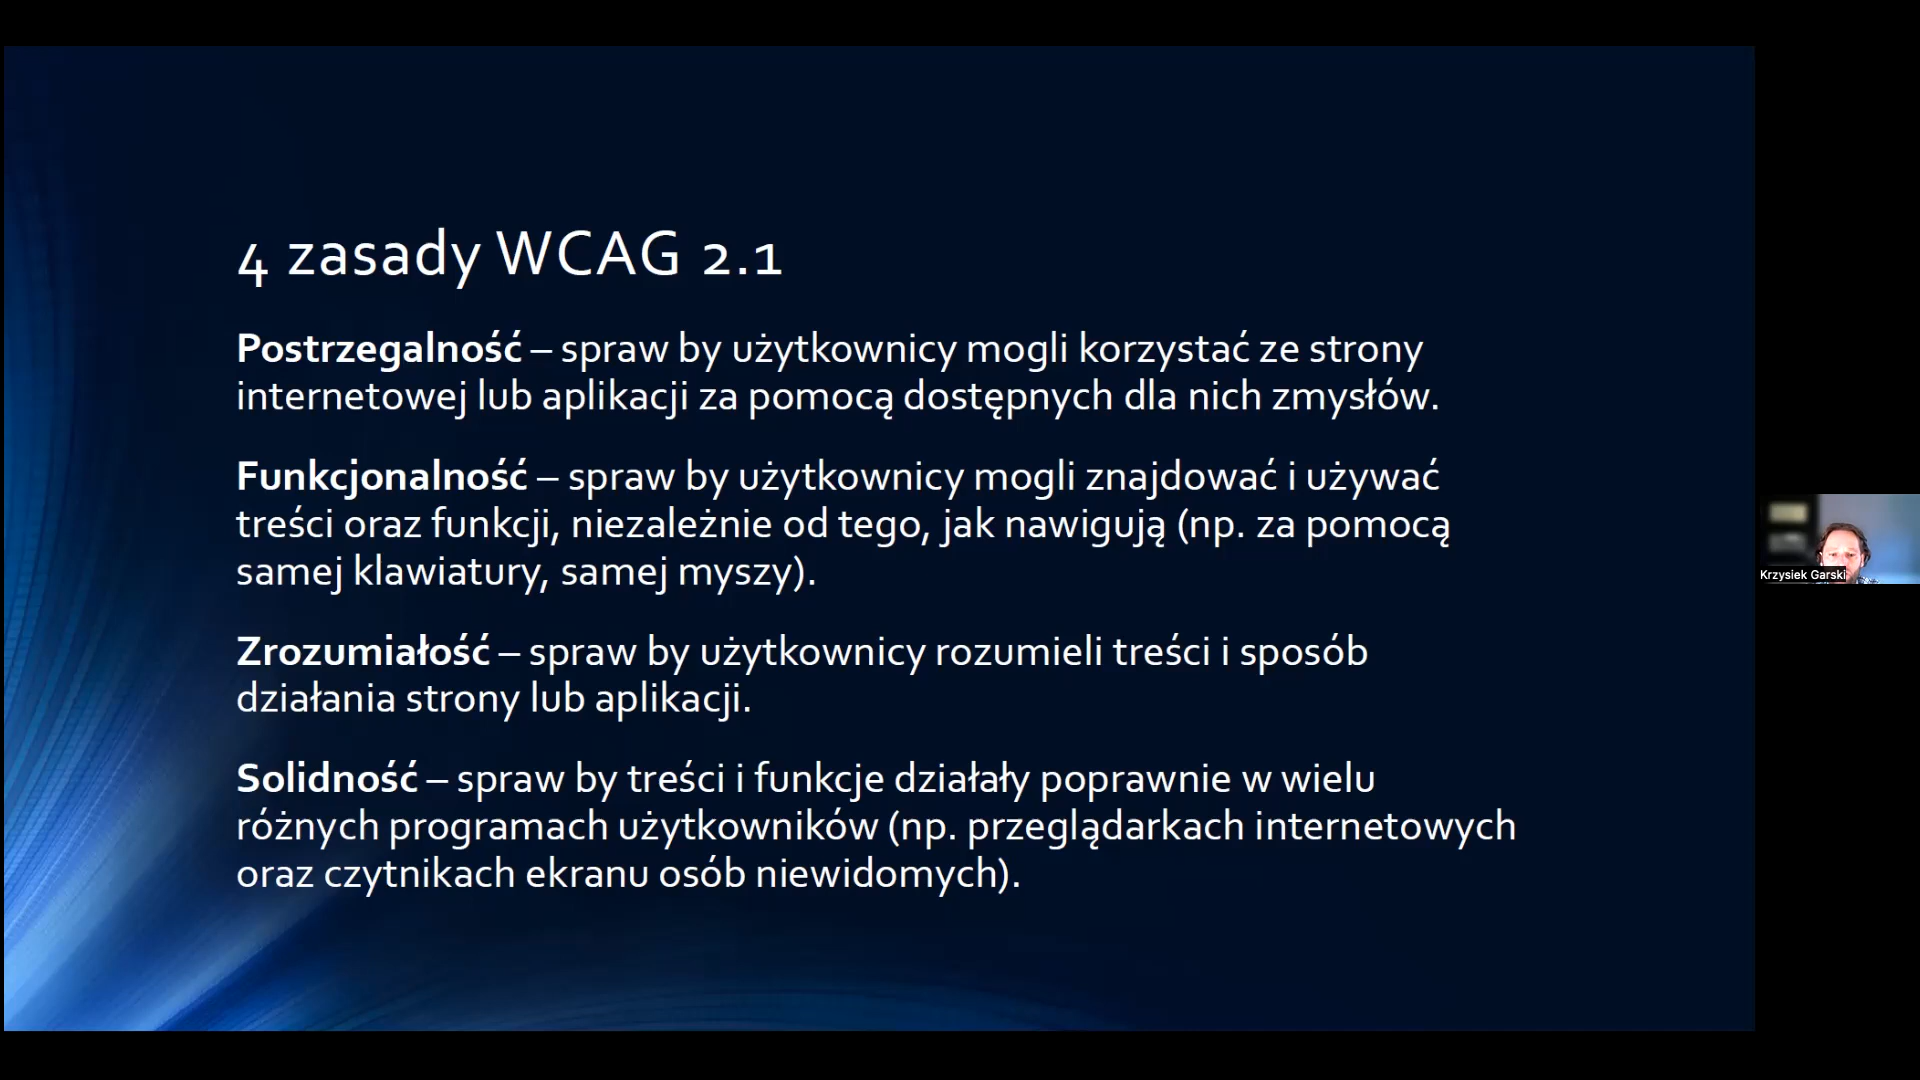 4 zasady WCAG 2.1
Postrzegalność – spraw by użytkownicy mogli korzystać ze strony
internetowej lub aplikacji za pomocą dostępnych dla nich zmysłów.
Funkcjonalność – spraw by użytkownicy mogli znajdować i używać
treści oraz funkcji, niezależnie od tego, jak nawigują (np. za pomocą
samej klawiatury, samej myszy).
Zrozumiałość – spraw by użytkownicy rozumieli treści i sposób
działania strony lub aplikacji.
Solidność – spraw by treści i funkcje działały poprawnie w wielu
różnych programach użytkowników (np. przeglądarkach internetowych
oraz czytnikach ekranu osób niewidomych).
Krzysiek Garski